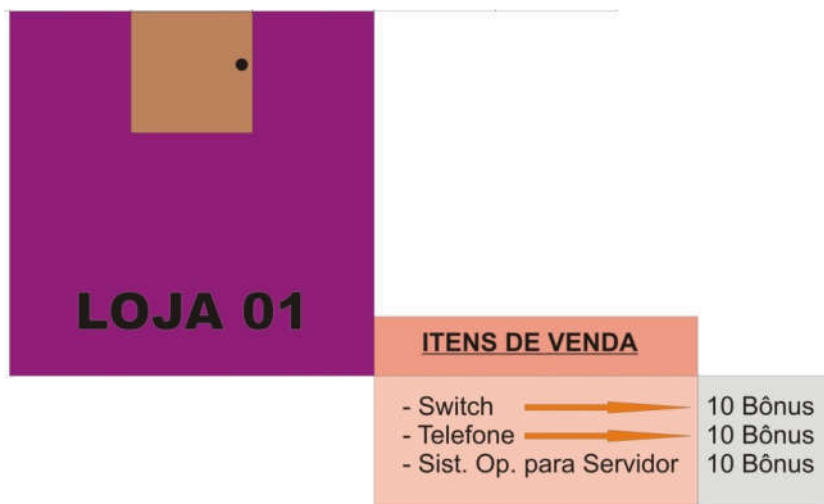 LOJA 01
ITENS DE VENDA
- Switch 10 Bônus
- Telefone 10 Bônus
- Sist. Op. para Servidor 10 Bônus